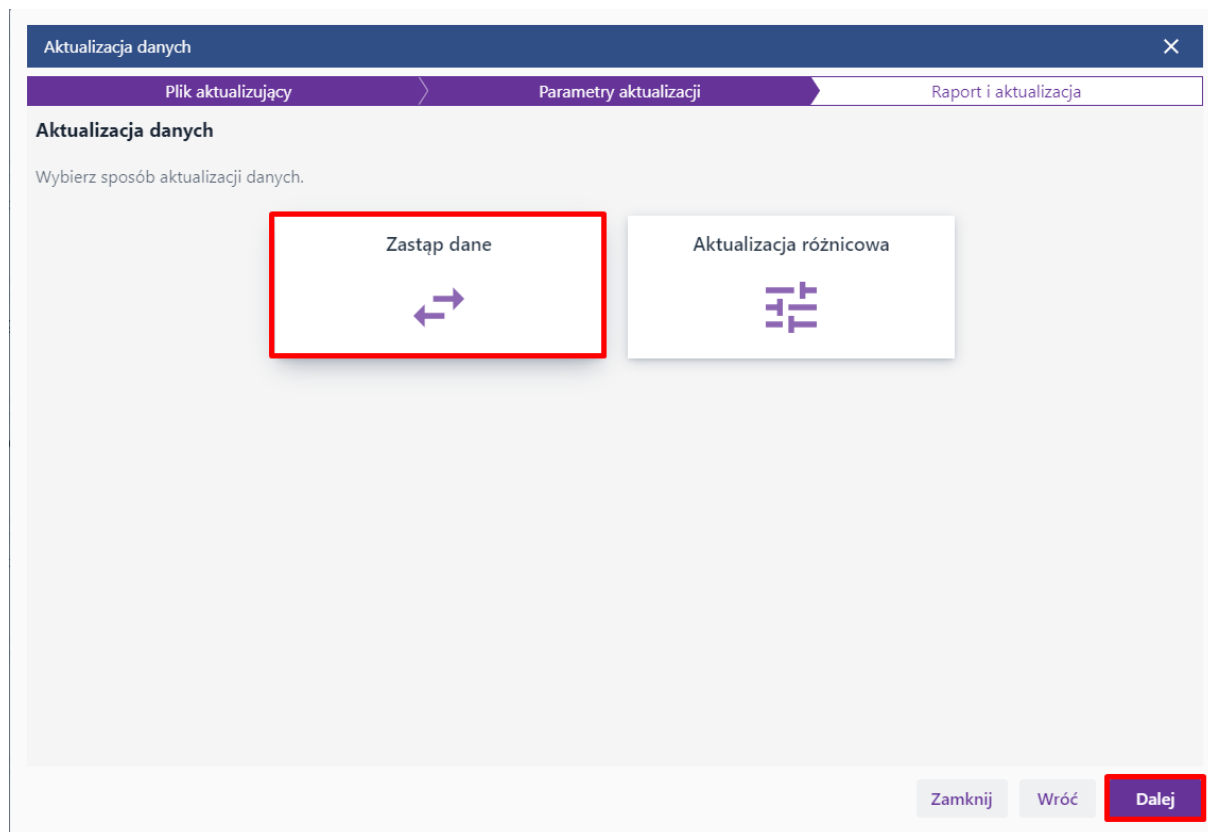 Aktualizacja danych
Plik aktualizujący
Parametry aktualizacji
Raport i aktualizacja
Aktualizacja danych
Wybierz sposób aktualizacji danych.
Zastąp dane
Aktualizacja różnicowa
Zamknij
Wróć
Dalej